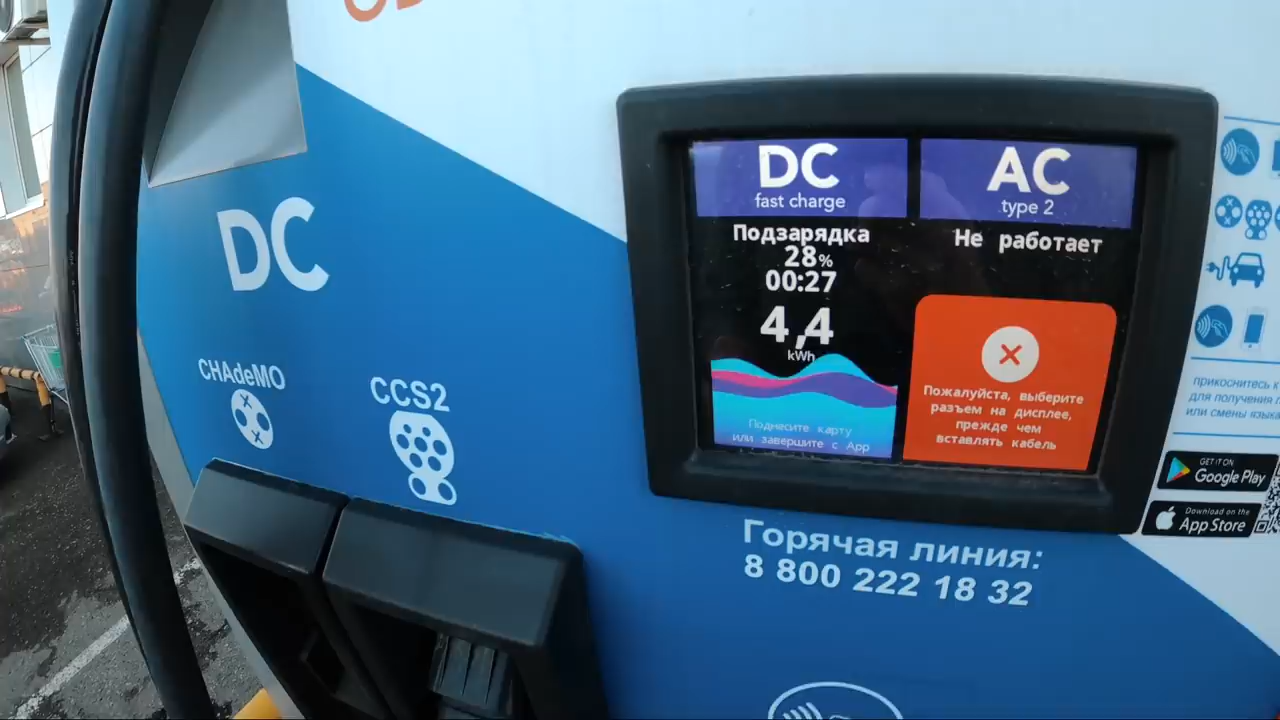 DC
CHAdeMO
CCS2
DC
fast charge
Подзарядка
28%
00:27
4,4
kWh
Поднесите карту
или завершите с App
AC
type 2
Не работает
Пожалуйста, выберите
разъем на дисплее,
прежде чем
вставлять кабель
Горячая линия:
8 800 222 18 32
прикоснитесь к
для получения
или смены языка
GET IT ON
Google Play
Download on the
App Store